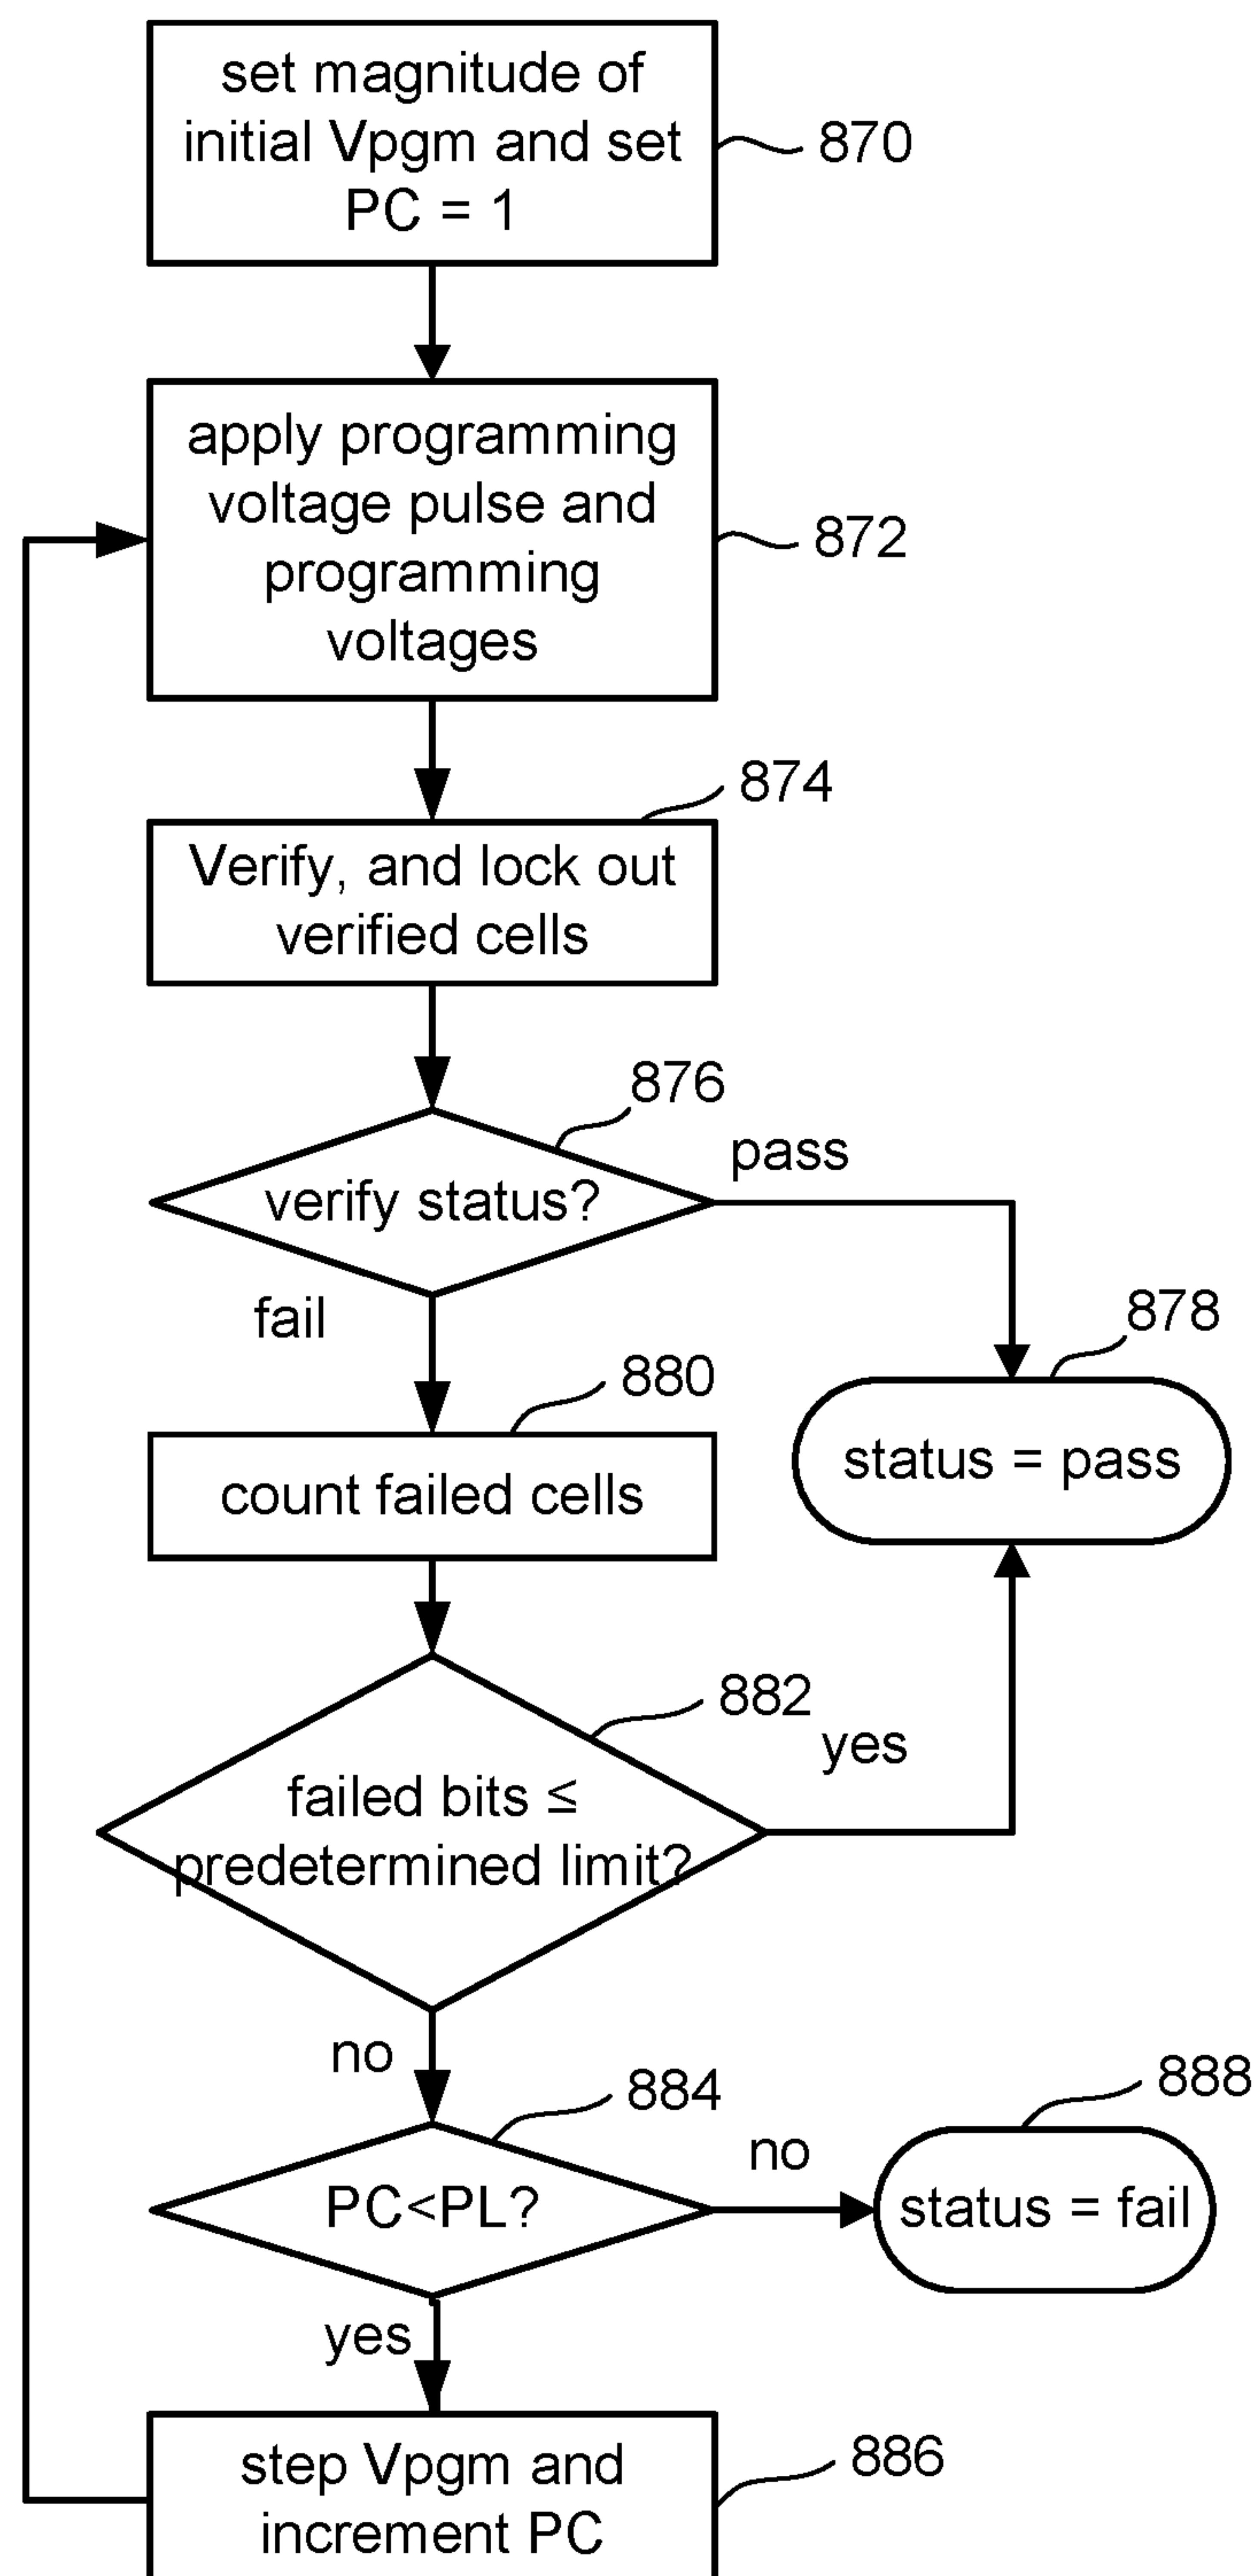 set magnitude of
initial Vpgm and set
PC = 1
870
apply programming
voltage pulse and
programming
voltages
872
874
Verify, and lock out
verified cells
876
pass
verify status?
fail
878
880
status = pass
count failed cells
882
yes
failed bits ≤
predetermined limit?
no
884
888
no
PC<PL?
status = fail
yes
step Vpgm and
increment PC
886